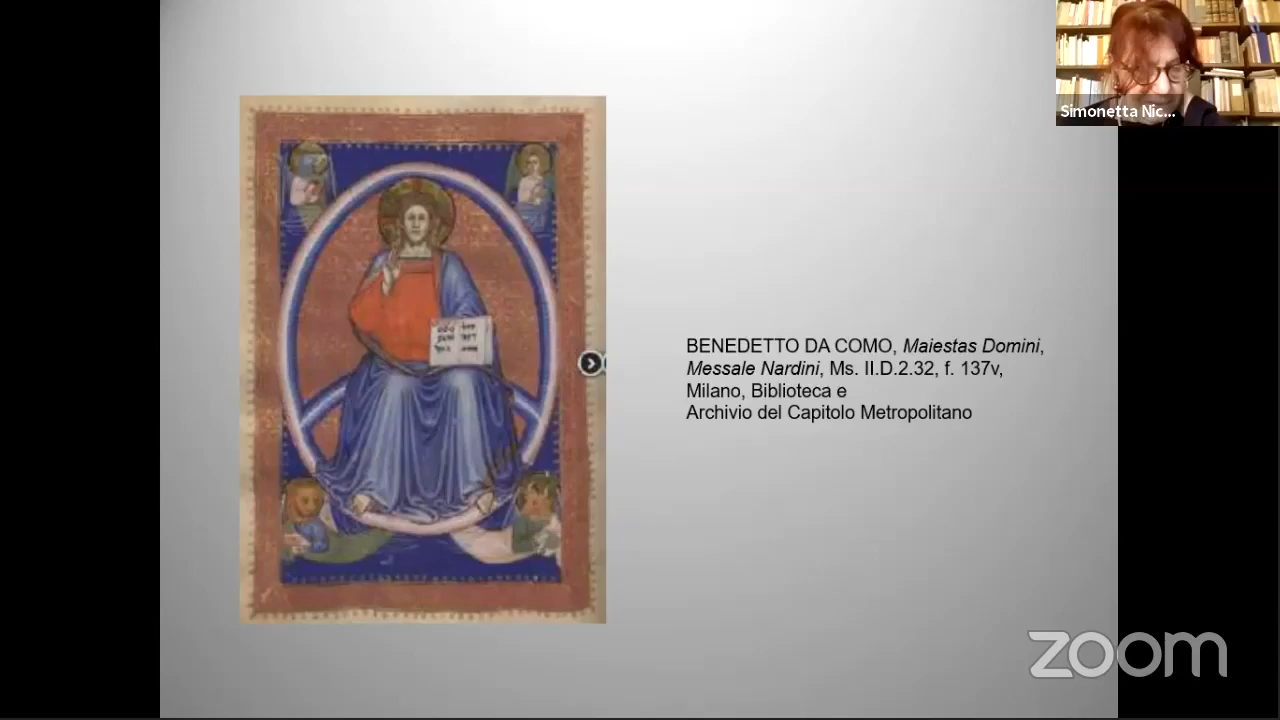 Simonetta Nic...
BENEDETTO DA COMO, Maiestas Domini,
Messale Nardini, Ms. II.D.2.32, f. 137v,
Milano, Biblioteca e
Archivio del Capitolo Metropolitano
zoom